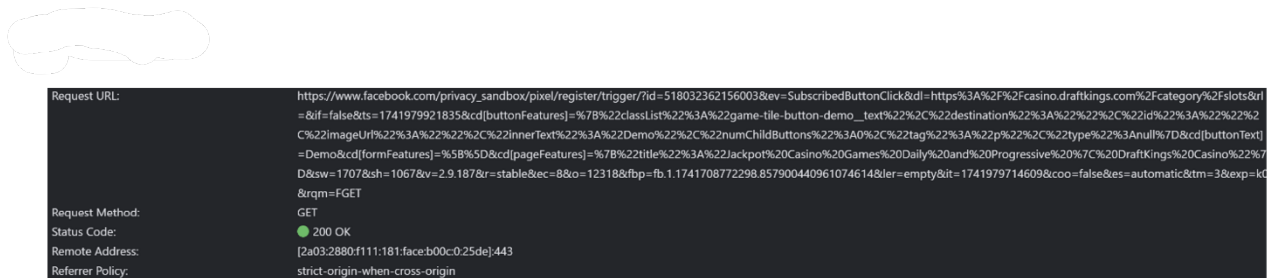 Request URL: https://www.facebook.com/privacy_sandbox/pixel/register/trigger/?id=518032362156003&ev=SubscribedButtonClick&dl=https%3A%2F%2Fcasino.draftkings.com%2Fcategory%2Fslots&rl
=&if=false&ts=1741979921835&cd[buttonFeatures]=%7B%22classList%22%3A%22game-tile-button-demo__text%22%2C%22destination%22%3A%22%22%2C%22id%22%3A%22%22%2
C%22imageUrl%22%3A%22%22%2C%22innerText%22%3A%22Demo%22%2C%22numChildButtons%22%3A0%2C%22tag%22%3A%22p%22%2C%22type%22%3Anull%7D&cd[buttonText]
=Demo&cd[formFeatures]=%5B%5D&cd[pageFeatures]=%7B%22title%22%3A%22Jackpot%20Casino%20Games%20Daily%20and%20Progressive%20%7C%20DraftKings%20Casino%22%7
D&sw=1707&sh=1067&v=2.9.187&r=stable&ec=8&o=12318&fbp=fb.1.1741708772298.857900440961074614&ler=empty&it=1741979714609&coo=false&es=automatic&tm=3&exp=k0
&rqm=FGET
Request Method: GET
Status Code: 200 OK
Remote Address: [2a03:2880:f111:181:face:b00c:0:25de]:443
Referrer Policy: strict-origin-when-cross-origin